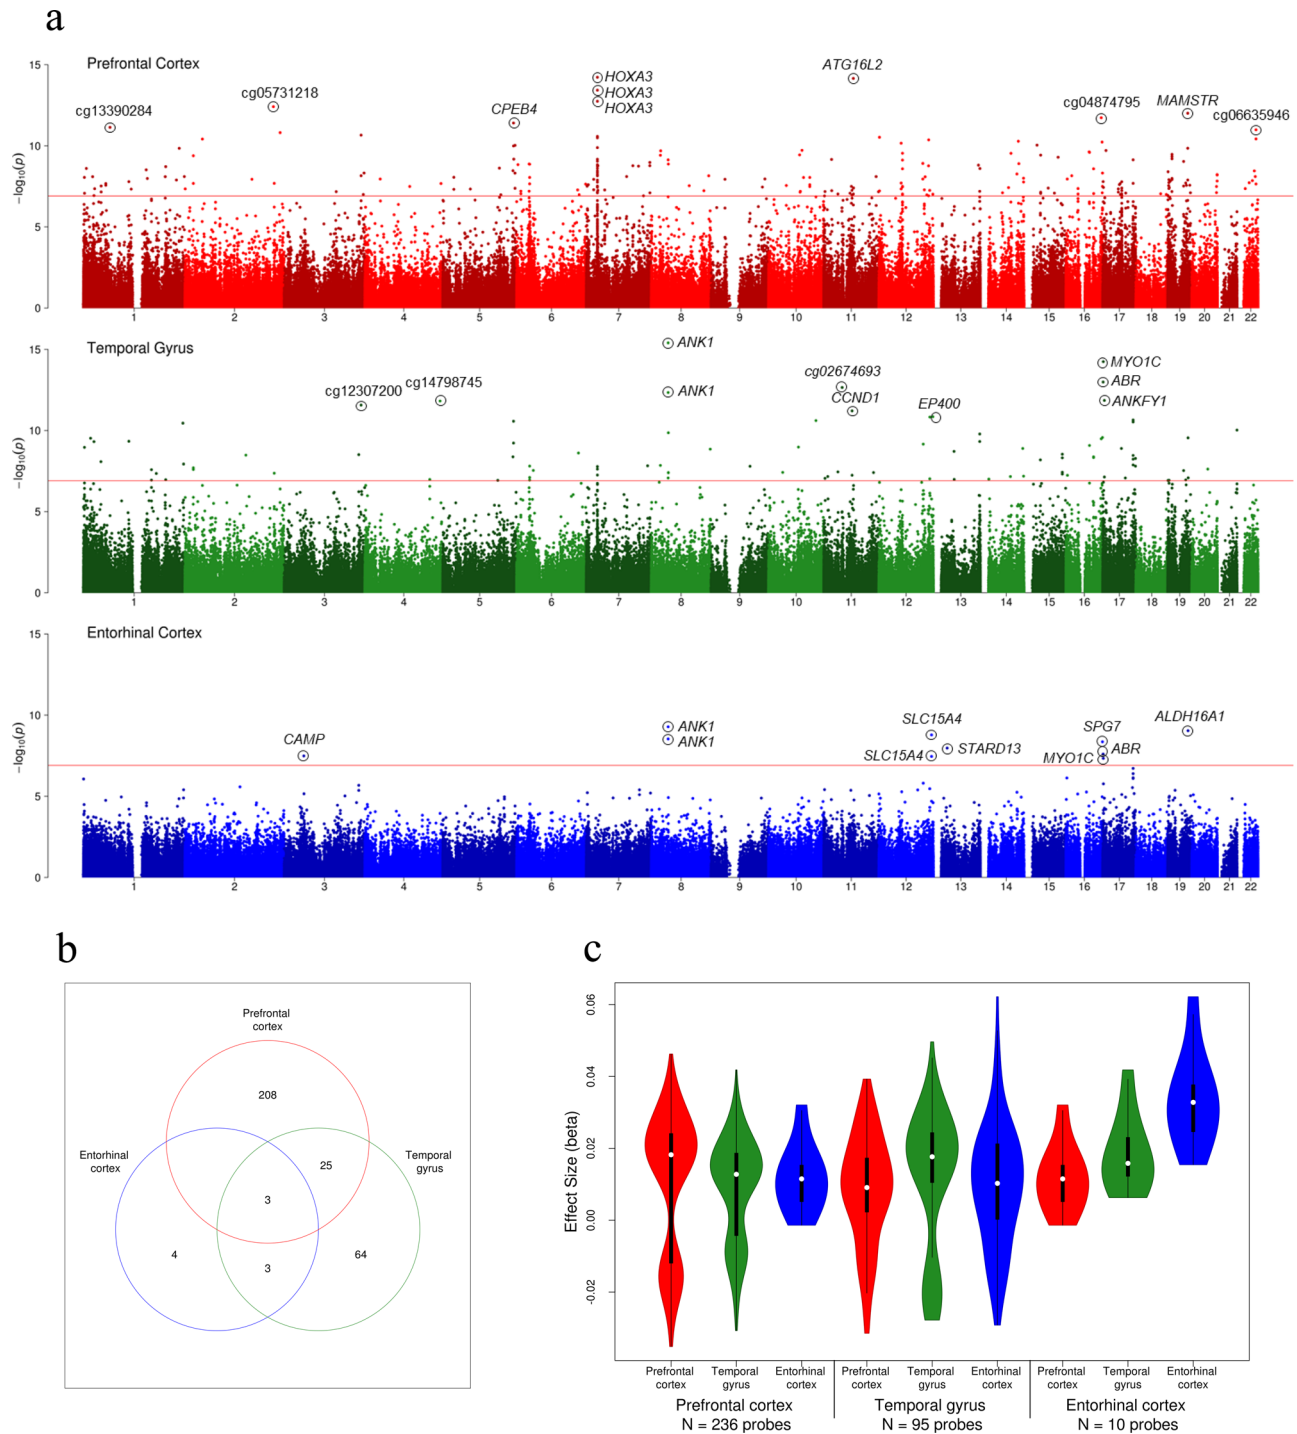 a
Prefrontal Cortex
−log10(p)
15
10
5
0
cg13390284
cg05731218
CPEB4
HOXA3
HOXA3
HOXA3
ATG16L2
cg04874795
MAMSTR
cg06635946
1 2 3 4 5 6 7 8 9 10 11 12 13 14 15 16 17 18 19 20 21 22
Temporal Gyrus
−log10(p)
15
10
5
0
cg12307200
cg14798745
ANK1
ANK1
cg02674693
CCND1
EP400
MYO1C
ABR
ANKFY1
1 2 3 4 5 6 7 8 9 10 11 12 13 14 15 16 17 18 19 20 21 22
Entorhinal Cortex
−log10(p)
15
10
5
0
CAMP
ANK1
ANK1
SLC15A4
SLC15A4
STARD13
SPG7
ABR
MYO1C
ALDH16A1
1 2 3 4 5 6 7 8 9 10 11 12 13 14 15 16 17 18 19 20 21 22
b
Prefrontal
cortex
208
Entorhinal
cortex
Temporal
gyrus
25
3
4
64
3
c
Effect Size (beta)
0.06
0.04
0.02
0.00
-0.02
Prefrontal Temporal Entorhinal Prefrontal Temporal Entorhinal Prefrontal Temporal Entorhinal
cortex gyrus cortex cortex gyrus cortex cortex gyrus cortex
Prefrontal cortex Temporal gyrus Entorhinal cortex
N = 236 probes N = 95 probes N = 10 probes